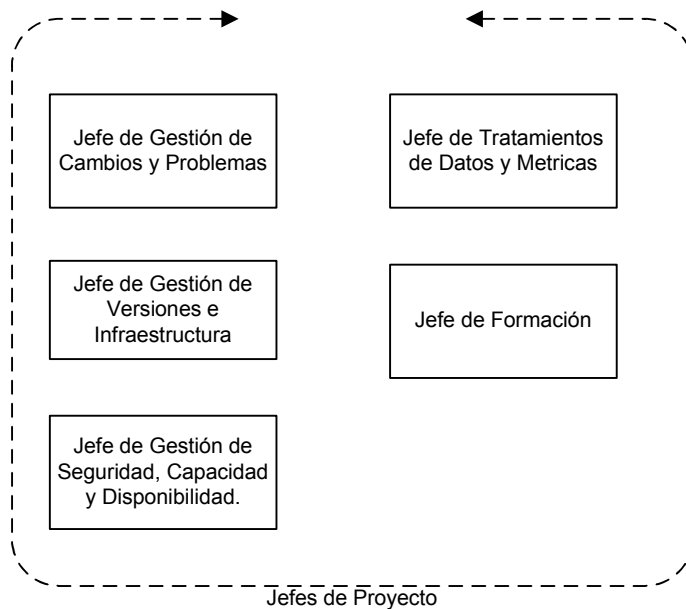 Jefe de Gestión de
Cambios y Problemas
Jefe de Tratamientos
de Datos y Metricas
Jefe de Gestión de
Versiones e
Infraestructura
Jefe de Formación
Jefe de Gestión de
Seguridad, Capacidad
y Disponibilidad.
Jefes de Proyecto